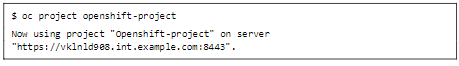 $ oc project openshift-project
Now using project "Openshift-project" on server
"https://vklnld908.int.example.com:8443".